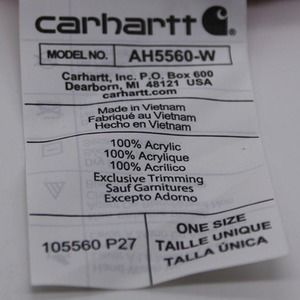 carhartt
MODEL NO. AH5560-W
Carhartt, Inc. P.O. Box 600
Dearborn, MI 48121 USA
carhartt.com
Made in Vietnam
Fabriqué au Vietnam
Hecho en Vietnam
100% Acrylic
100% Acrylique
100% Acrilico
Exclusive Trimming
Sauf Garnitures
Excepto Adorno
105560 P27
ONE SIZE
TAILLE UNIQUE
TALLA ÚNICA